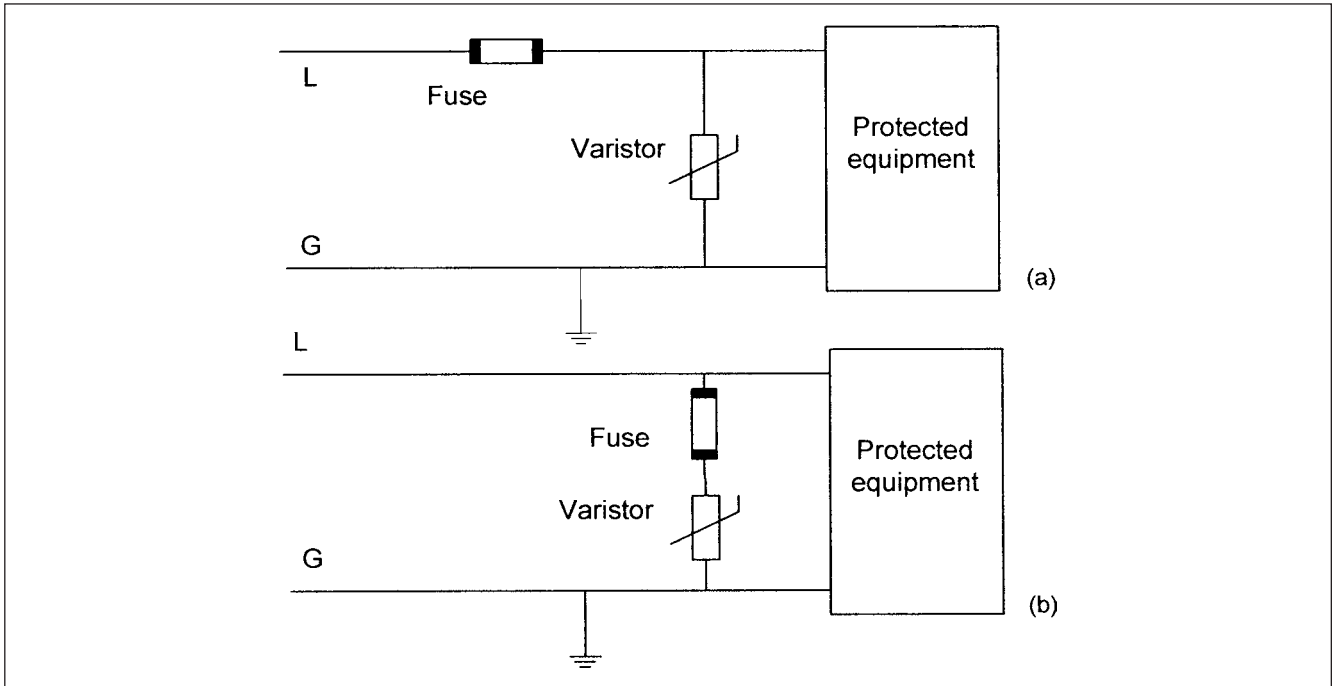 L
Fuse
Varistor
Protected
equipment
G
(a)
L
Fuse
Varistor
Protected
equipment
G
(b)